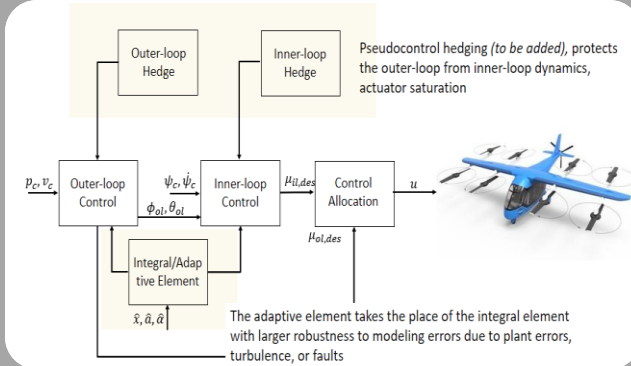 Outer-loop
Hedge
Inner-loop
Hedge
Pseudocontrol hedging (to be added), protects
the outer-loop from inner-loop dynamics,
actuator saturation
p_c, v_c
Outer-loop
Control
ψ_c, ψ̇_c
ϕ_ol, θ_ol
Inner-loop
Control
μ_il,des
Control
Allocation
u
μ_ol,des
Integral/Adap
tive Element
x̂, â, â
The adaptive element takes the place of the integral element
with larger robustness to modeling errors due to plant errors,
turbulence, or faults